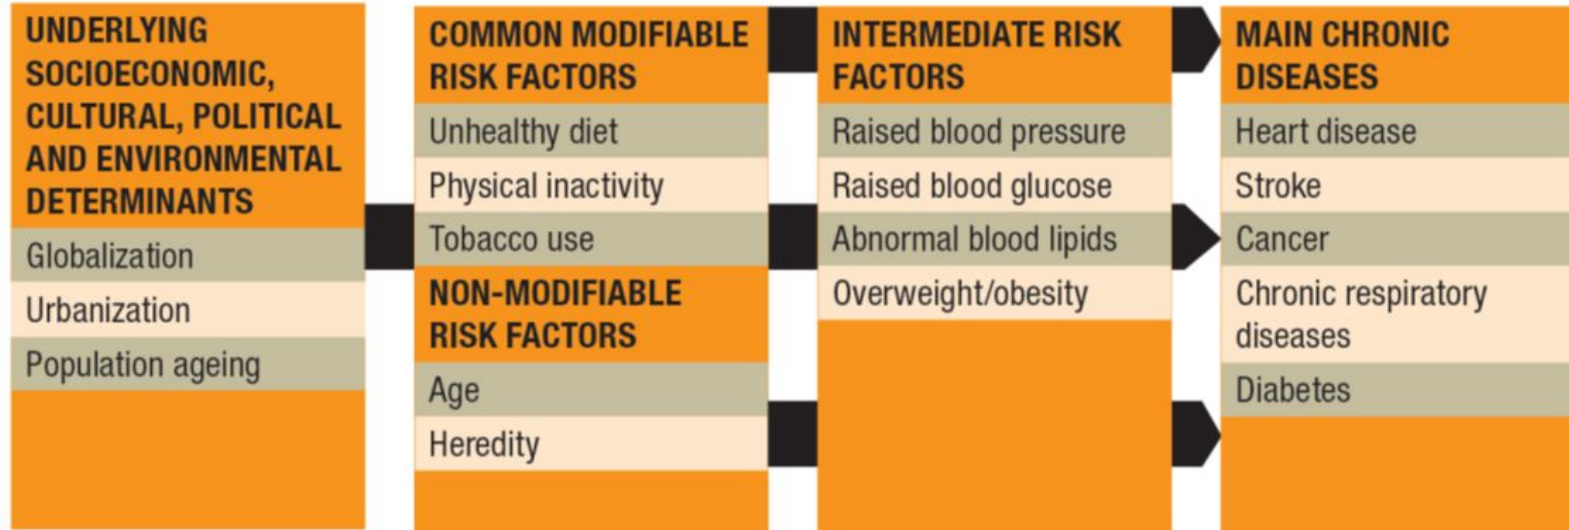 UNDERLYING
SOCIOECONOMIC,
CULTURAL, POLITICAL
AND ENVIRONMENTAL
DETERMINANTS
Globalization
Urbanization
Population ageing
COMMON MODIFIABLE
RISK FACTORS
Unhealthy diet
Physical inactivity
Tobacco use
NON-MODIFIABLE
RISK FACTORS
Age
Heredity
INTERMEDIATE RISK
FACTORS
Raised blood pressure
Raised blood glucose
Abnormal blood lipids
Overweight/obesity
MAIN CHRONIC
DISEASES
Heart disease
Stroke
Cancer
Chronic respiratory
diseases
Diabetes